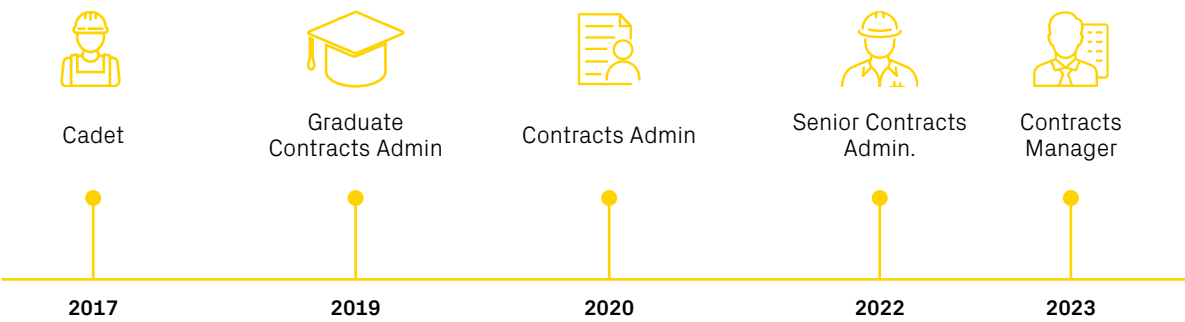 Cadet
Graduate
Contracts Admin
Contracts Admin
Senior Contracts
Admin.
Contracts
Manager
2017
2019
2020
2022
2023